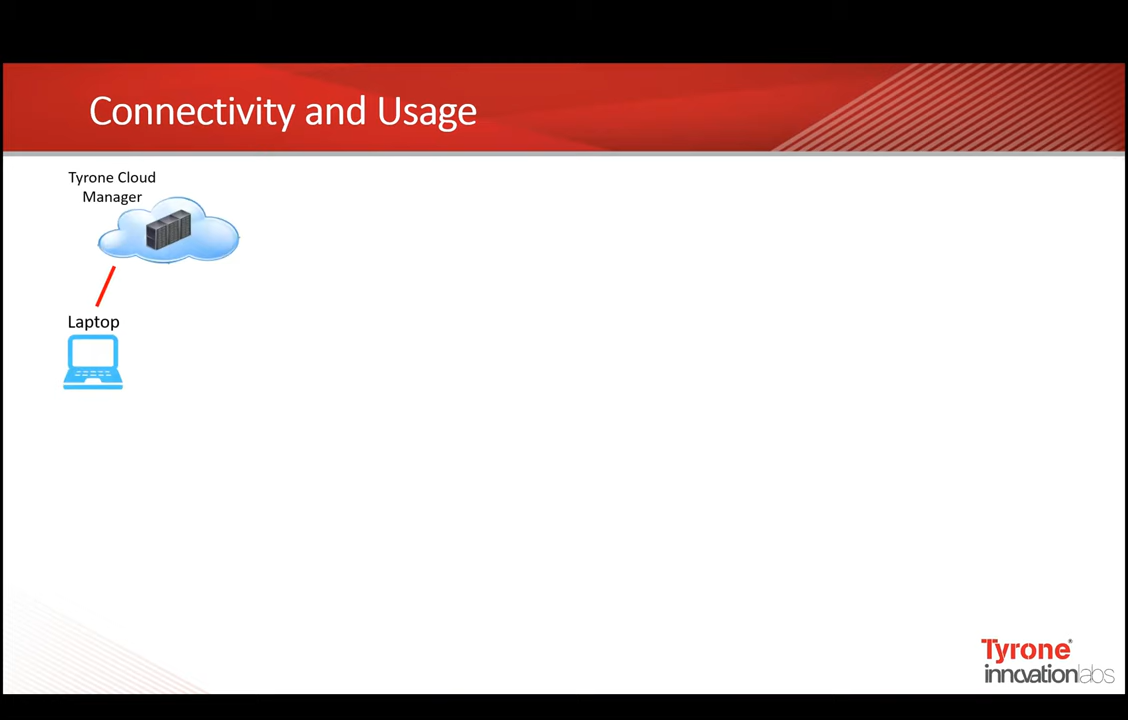 Connectivity and Usage
Tyrone Cloud
Manager
Laptop
Tyrone®
innovationlabs